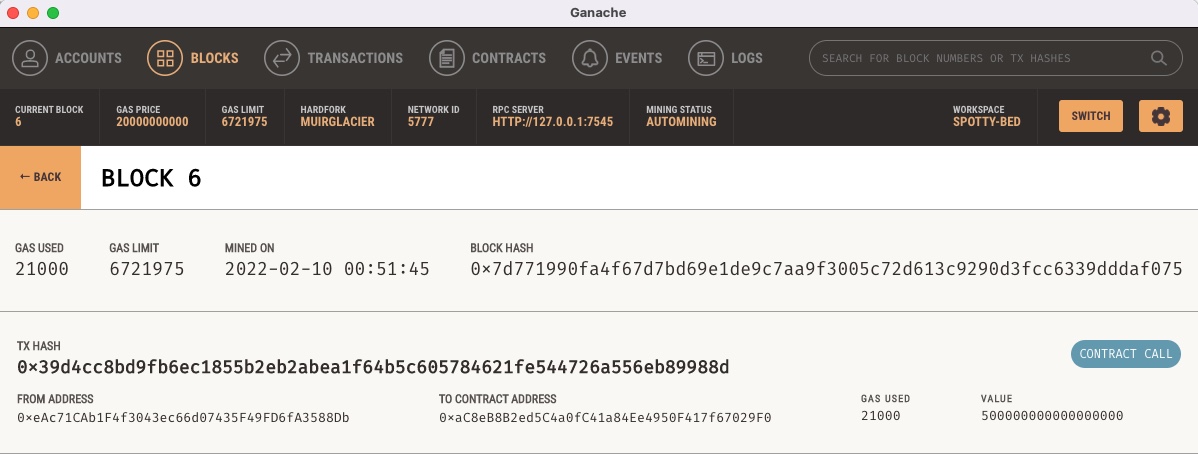 Ganache
ACCOUNTS BLOCKS TRANSACTIONS CONTRACTS EVENTS LOGS SEARCH FOR BLOCK NUMBERS OR TX HASHES
CURRENT BLOCK GAS PRICE GAS LIMIT HARDFORK NETWORK ID RPC SERVER MINING STATUS WORKSPACE
6 20000000000 6721975 MUIRGLACIER 5777 HTTP://127.0.0.1:7545 AUTOMINING SPOTTY-BED SWITCH
← BACK BLOCK 6
GAS USED GAS LIMIT MINED ON BLOCK HASH
21000 6721975 2022-02-10 00:51:45 0×7d771990fa4f67d7bd69e1de9c7aa9f3005c72d613c9290d3fcc6339dddaf075
TX HASH
0×39d4cc8bd9fb6ec1855b2eb2abea1f64b5c605784621fe544726a556eb89988d CONTRACT CALL
FROM ADDRESS TO CONTRACT ADDRESS GAS USED VALUE
0×eAc71CAb1F4f3043ec66d07435F49FD6fA3588Db 0×aC8eB8B2ed5C4a0fC41a84Ee4950F417f67029F0 21000 500000000000000000